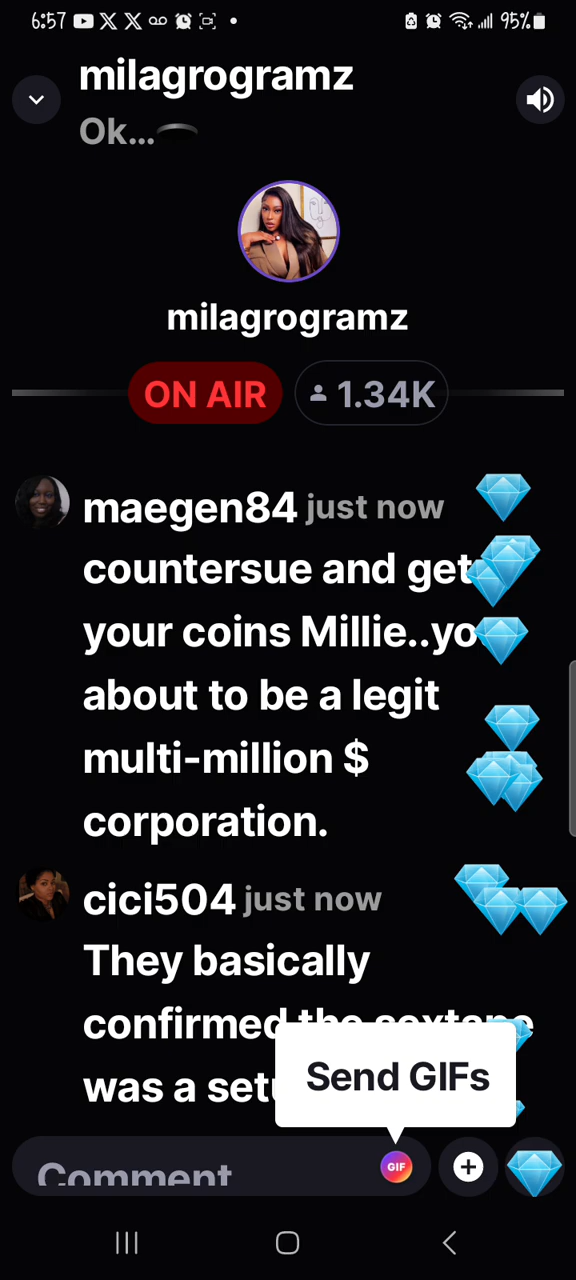 6:57
95%
milagrogramz
Ok...
milagrogramz
ON AIR
1.34K
maegen84 just now
countersue and get
your coins Millie..yo
about to be a legit
multi-million $
corporation.
cici504 just now
They basically
confirmed the sextape
was a setu
Send GIFs
Comment
GIF